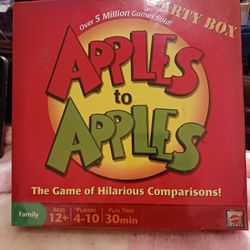 Over 5 Million Games Sold!
PARTY BOX
APPLES
to
APPLES
The Game of Hilarious Comparisons!
Family
AGES 12+
PLAYERS 4-10
PLAY TIME 30min